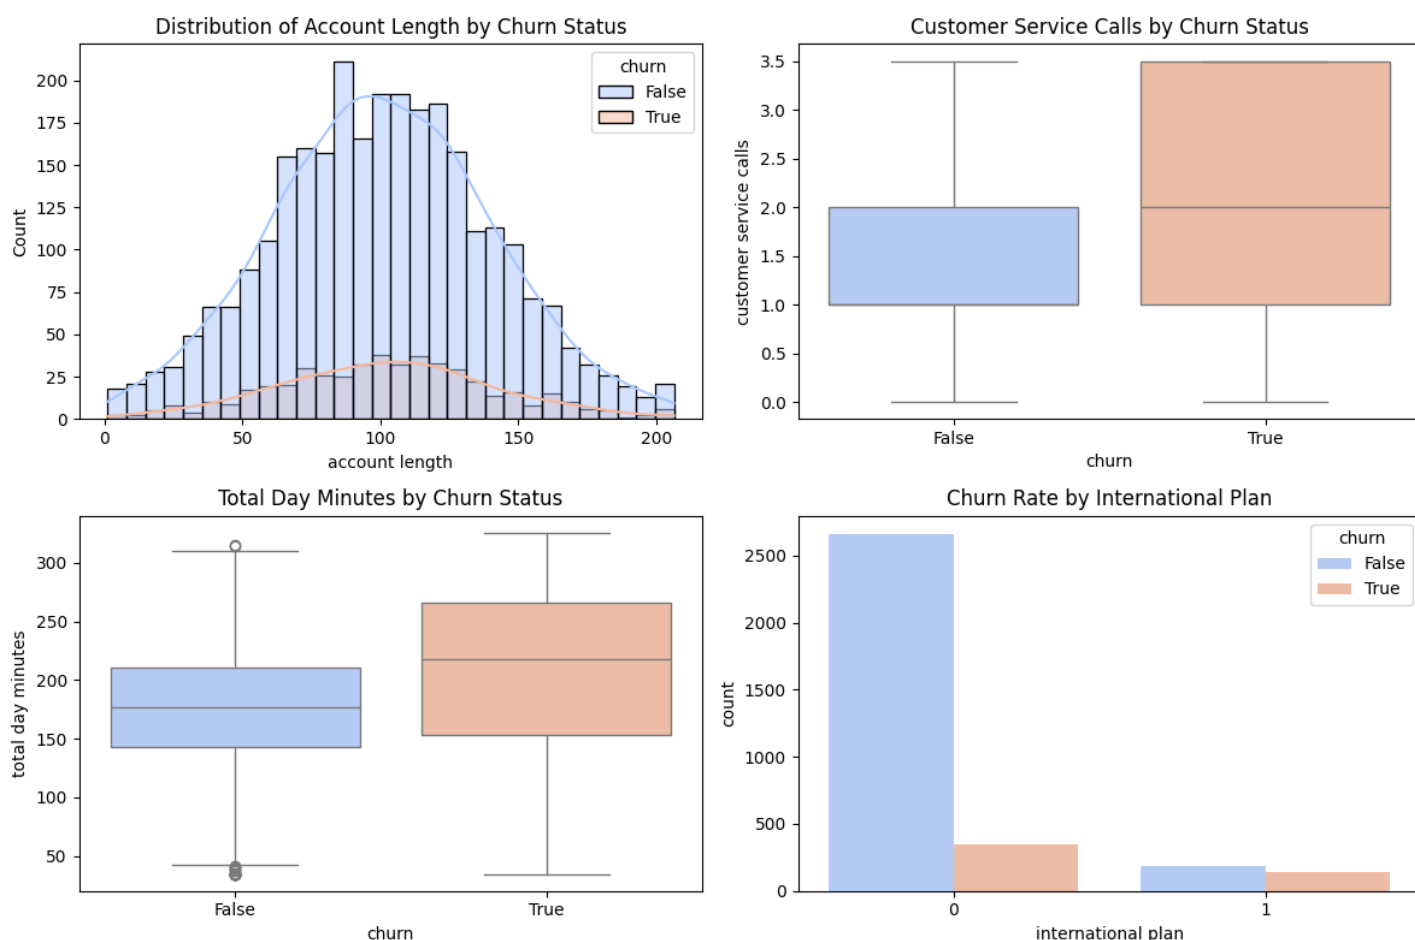 Distribution of Account Length by Churn Status
churn
False
True
200
175
150
125
100
75
50
25
0
Count
0 50 100 150 200
account length
Customer Service Calls by Churn Status
3.5
3.0
2.5
2.0
1.5
1.0
0.5
0.0
customer service calls
False True
churn
Total Day Minutes by Churn Status
300
250
200
150
100
50
total day minutes
False True
churn
Churn Rate by International Plan
churn
False
True
2500
2000
1500
1000
500
0
count
0 1
international plan